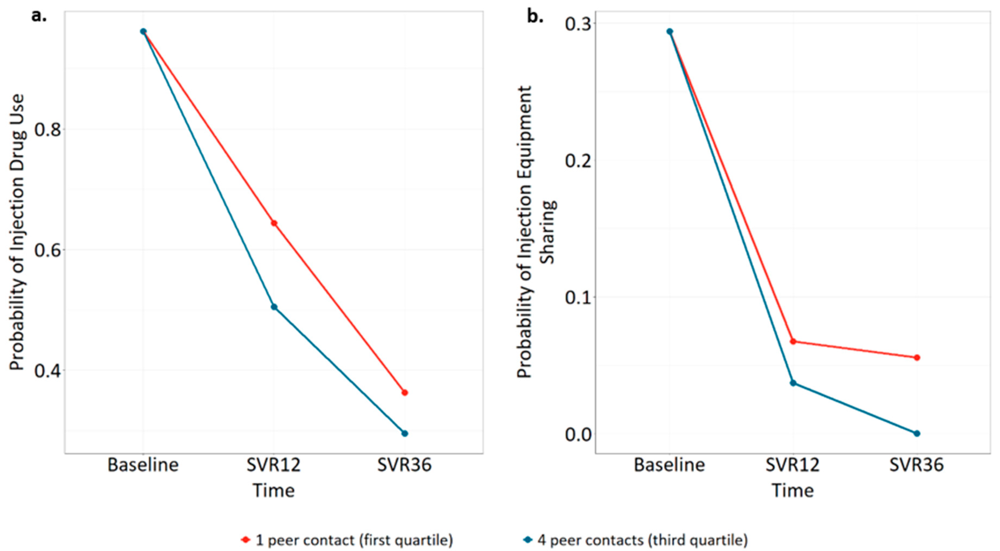 a.
Probability of Injection Drug Use
0.8
0.6
0.4
Baseline
SVR12
SVR36
Time
b.
Probability of Injection Equipment
Sharing
0.3
0.2
0.1
0.0
Baseline
SVR12
SVR36
Time
1 peer contact (first quartile)
4 peer contacts (third quartile)